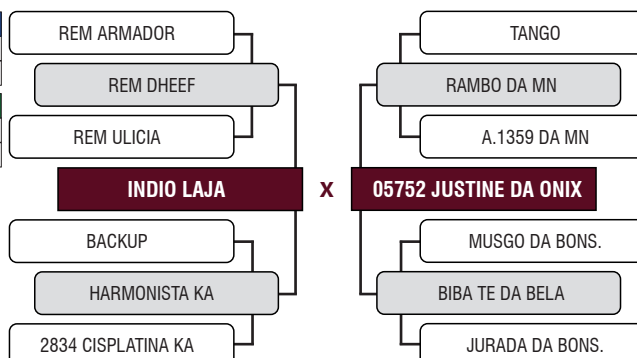 REM ARMADOR
REM DHEEF
REM ULICIA
INDIO LAJA
BACKUP
HARMONISTA KA
2834 CISPLATINA KA
X
TANGO
RAMBO DA MN
A.1359 DA MN
05752 JUSTINE DA ONIX
MUSGO DA BONS.
BIBA TE DA BELA
JURADA DA BONS.